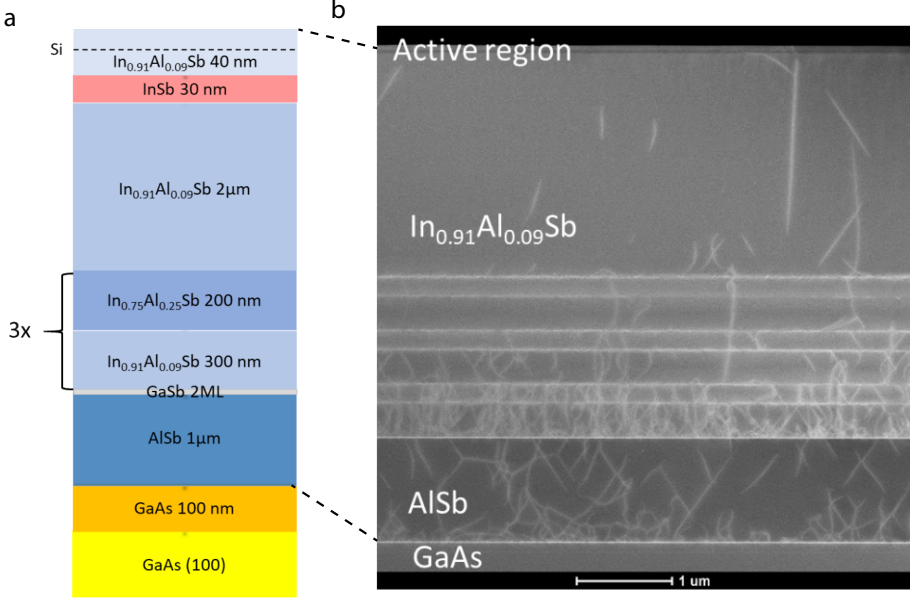 a
Si
In0.91Al0.09Sb 40 nm
InSb 30 nm
In0.91Al0.09Sb 2μm
3x
In0.75Al0.25Sb 200 nm
In0.91Al0.09Sb 300 nm
GaSb 2ML
AlSb 1μm
GaAs 100 nm
GaAs (100)
b
Active region
In0.91Al0.09Sb
AlSb
GaAs
1 um